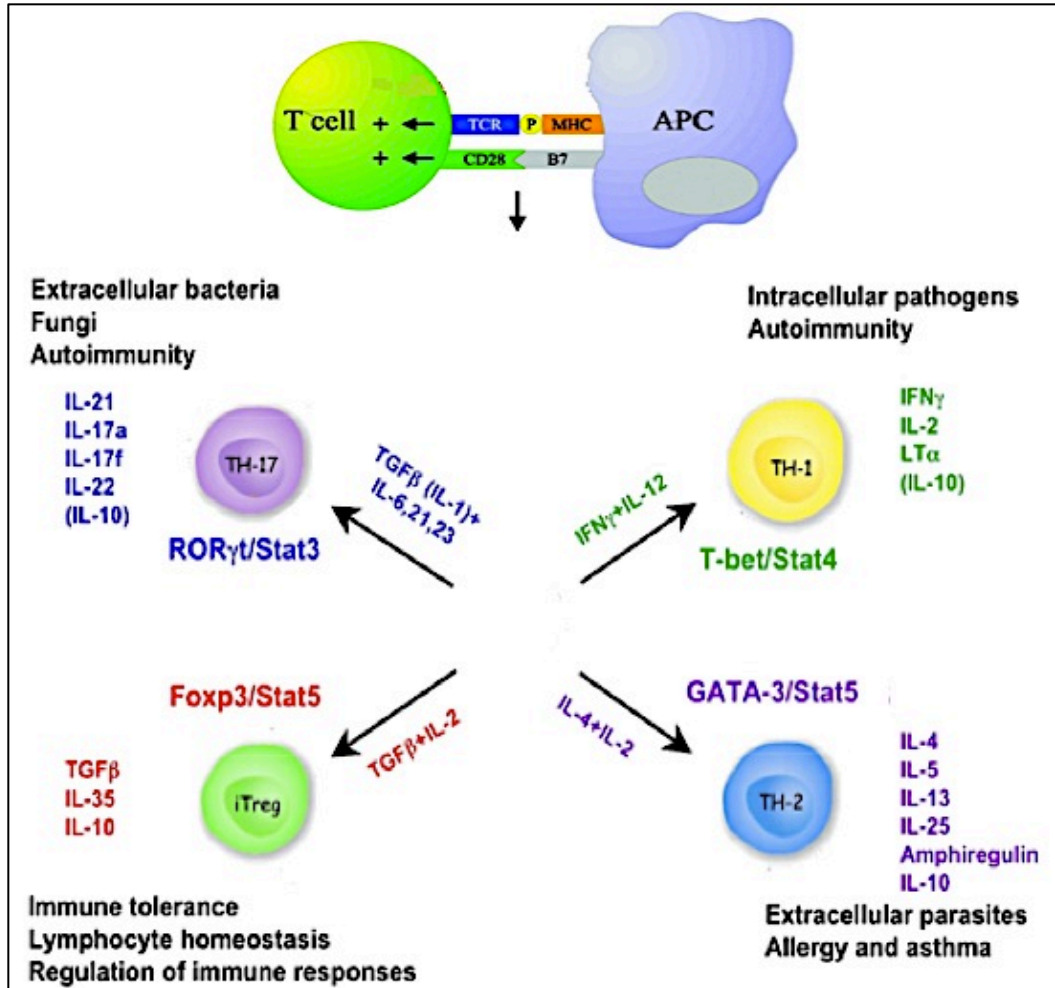 T cell + ← TCR P MHC APC
+ ← CD28 B7
Extracellular bacteria
Fungi
Autoimmunity
IL-21
IL-17a
IL-17f
IL-22
(IL-10)
TH-17
RORγt/Stat3
TGFβ (IL-1)+
IL-6,21,23
Intracellular pathogens
Autoimmunity
IFNγ
IL-2
LTα
(IL-10)
TH-1
T-bet/Stat4
IFNγ+IL-12
Foxp3/Stat5
TGFβ+IL-2
TGFβ
IL-35
IL-10
iTreg
Immune tolerance
Lymphocyte homeostasis
Regulation of immune responses
GATA-3/Stat5
IL-4+IL-2
TH-2
IL-4
IL-5
IL-13
IL-25
Amphiregulin
IL-10
Extracellular parasites
Allergy and asthma